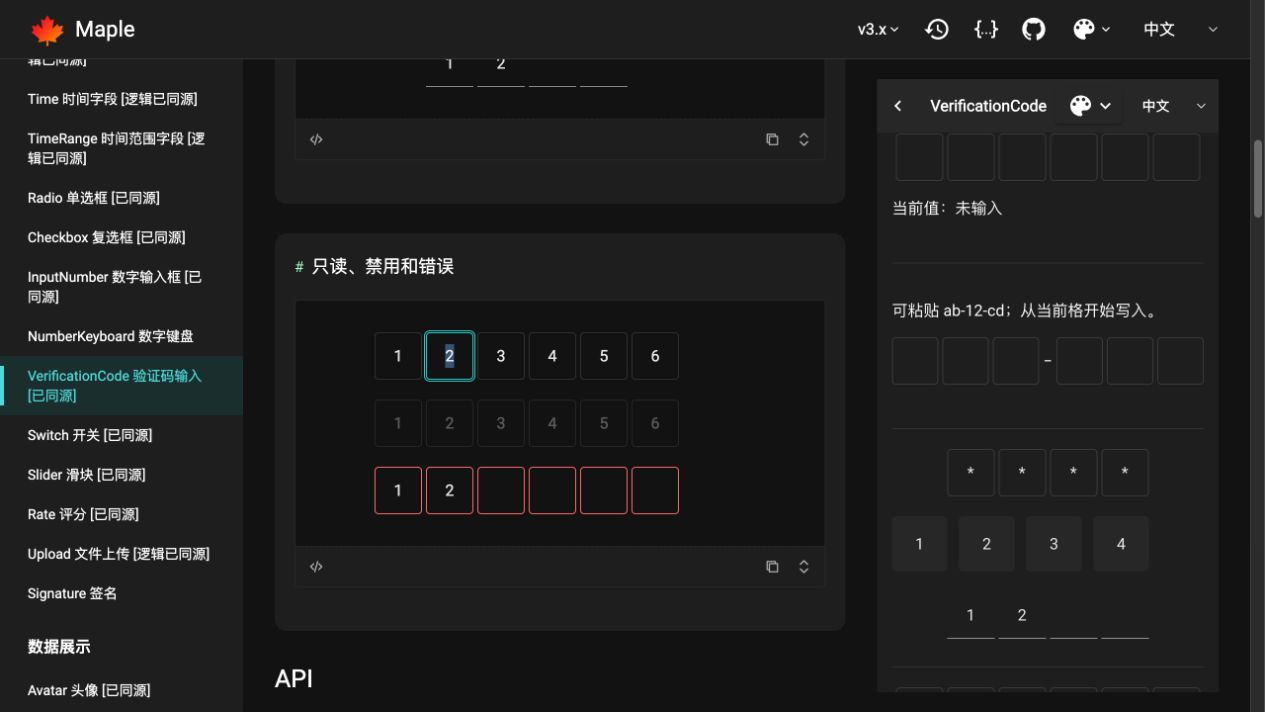 Maple
v3.x
中文
辑已同源]
Time 时间字段 [逻辑已同源]
TimeRange 时间范围字段 [逻
辑已同源]
Radio 单选框 [已同源]
Checkbox 复选框 [已同源]
InputNumber 数字输入框 [已
同源]
NumberKeyboard 数字键盘
VerificationCode 验证码输入
[已同源]
Switch 开关 [已同源]
Slider 滑块 [已同源]
Rate 评分 [已同源]
Upload 文件上传 [逻辑已同源]
Signature 签名
数据展示
Avatar 头像 [已同源]
1 2
# 只读、禁用和错误
1 2 3 4 5 6
1 2 3 4 5 6
1 2
API
VerificationCode
中文
当前值：未输入
可粘贴 ab-12-cd；从当前格开始写入。
–
* * * *
1 2 3 4
1 2